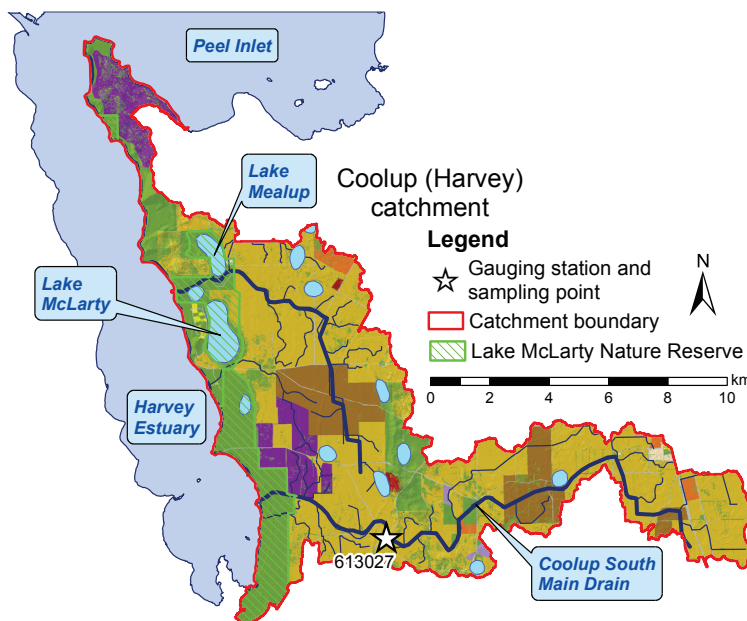 Peel Inlet
Lake
Mealup
Coolup (Harvey)
catchment
Legend
Gauging station and
sampling point
N
Catchment boundary
Lake McLarty Nature Reserve
km
0 2 4 6 8 10
Lake
McLarty
Harvey
Estuary
613027
Coolup South
Main Drain